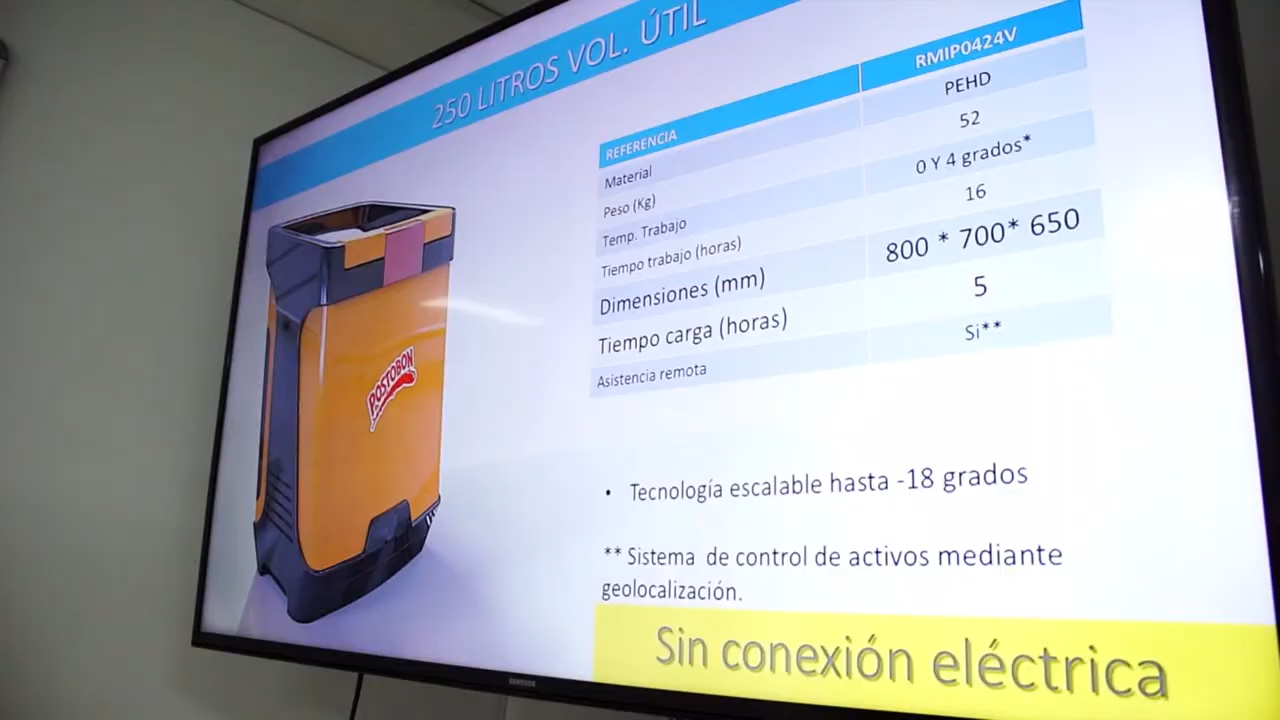 250 LITROS VOL. ÚTIL
REFERENCIA RMIP0424V
Material PEHD
Peso (Kg) 52
Temp. Trabajo 0 Y 4 grados*
Tiempo trabajo (horas) 16
Dimensiones (mm) 800 * 700* 650
Tiempo carga (horas) 5
Asistencia remota Si**
POSTOBON
• Tecnología escalable hasta -18 grados
** Sistema de control de activos mediante
geolocalización.
Sin conexión eléctrica
SAMSUNG